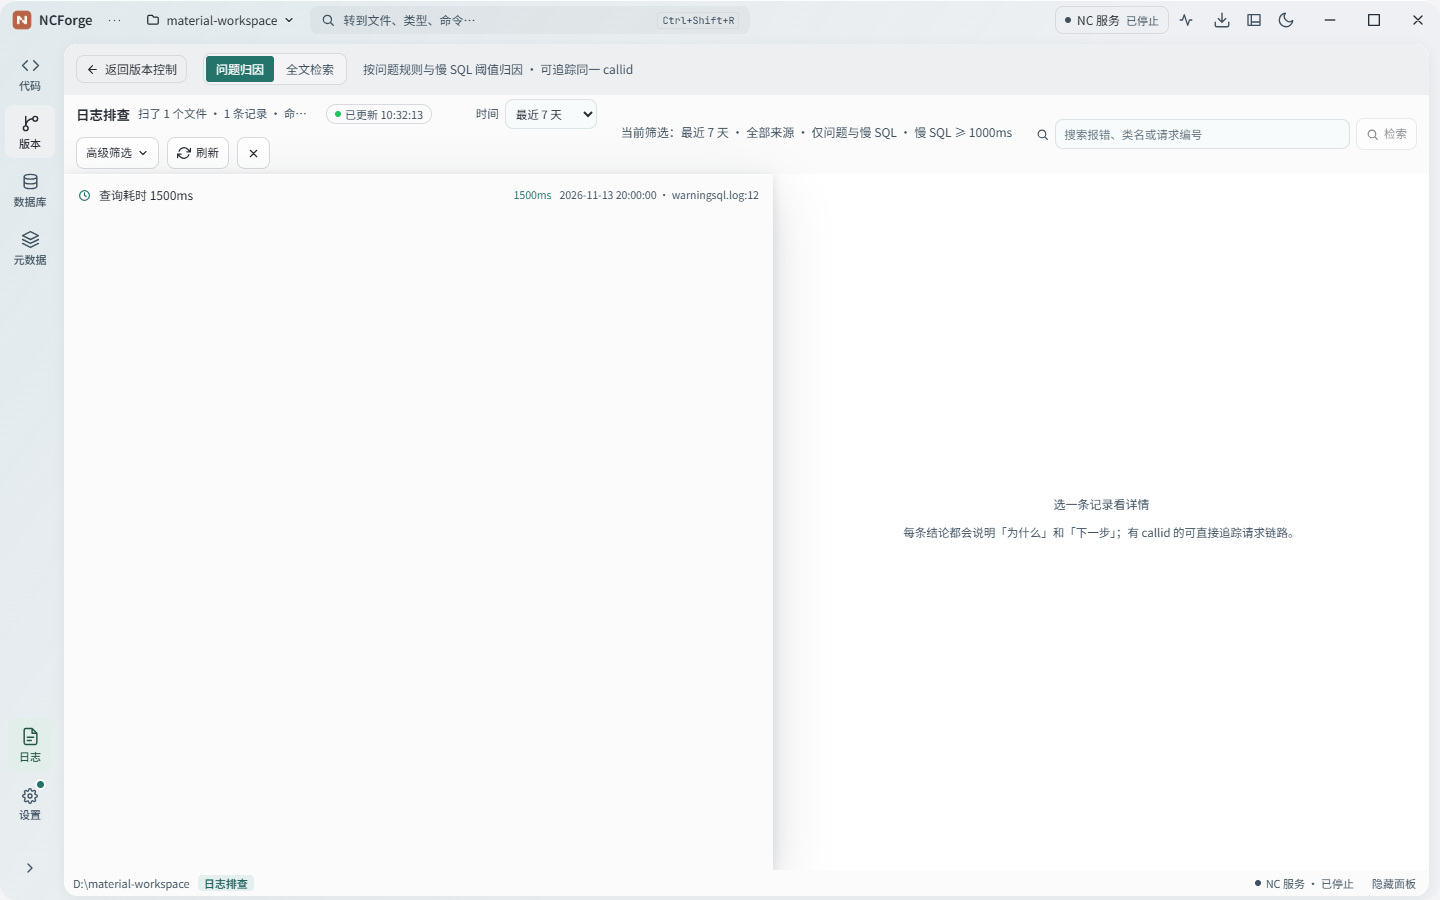 NCForge
material-workspace
转到文件、类型、命令…
Ctrl+Shift+R
NC 服务 已停止
代码
版本
数据库
元数据
日志
设置
返回版本控制
问题归因
全文检索
按问题规则与慢 SQL 阈值归因 · 可追踪同一 callid
日志排查
扫了 1 个文件 · 1 条记录 · 命…
已更新 10:32:13
时间
最近 7 天
当前筛选：最近 7 天 · 全部来源 · 仅问题与慢 SQL · 慢 SQL ≥ 1000ms
搜索报错、类名或请求编号
检索
高级筛选
刷新
查询耗时 1500ms
1500ms 2026-11-13 20:00:00 · warningsql.log:12
选一条记录看详情
每条结论都会说明「为什么」和「下一步」；有 callid 的可直接追踪请求链路。
D:\material-workspace
日志排查
NC 服务 · 已停止
隐藏面板